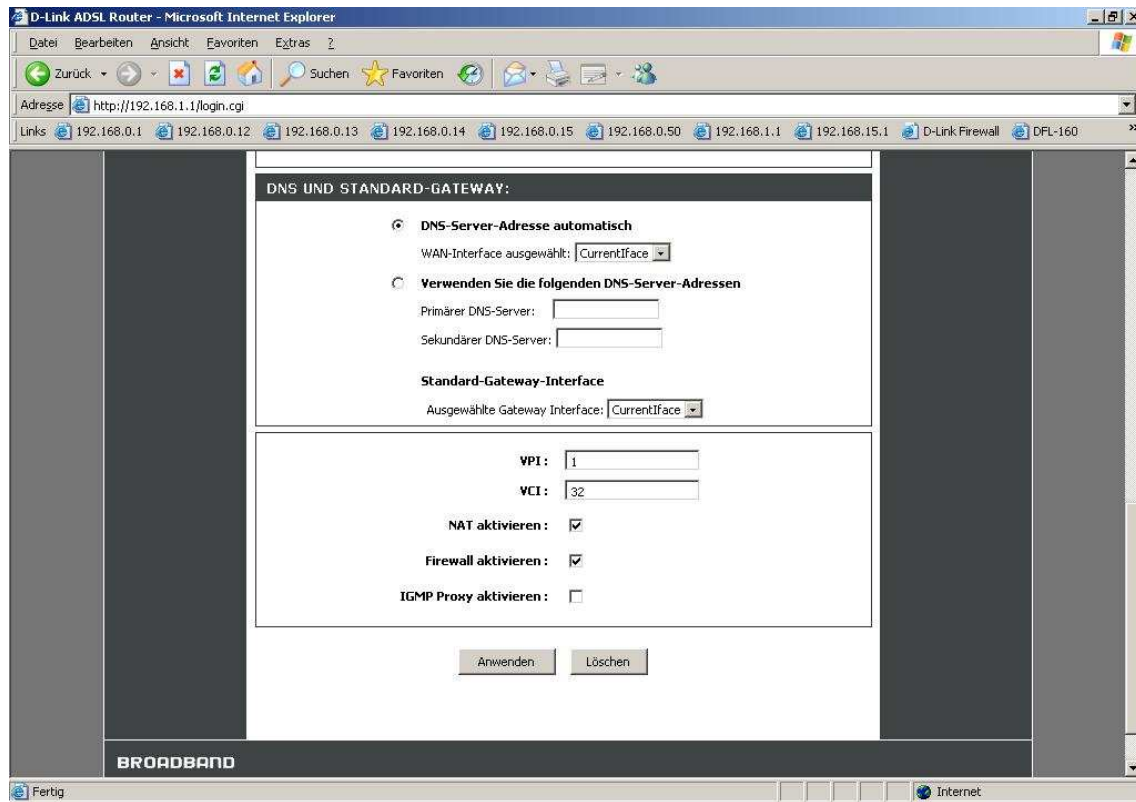 D-Link ADSL Router - Microsoft Internet Explorer
Datei Bearbeiten Ansicht Favoriten Extras ?
Zurück Suchen Favoriten
Adresse http://192.168.1.1/login.cgi
Links 192.168.0.1 192.168.0.12 192.168.0.13 192.168.0.14 192.168.0.15 192.168.0.50 192.168.1.1 192.168.15.1 D-Link Firewall DFL-160 »
DNS UND STANDARD-GATEWAY:
DNS-Server-Adresse automatisch
WAN-Interface ausgewählt: CurrentIface
Verwenden Sie die folgenden DNS-Server-Adressen
Primärer DNS-Server:
Sekundärer DNS-Server:
Standard-Gateway-Interface
Ausgewählte Gateway Interface: CurrentIface
VPI : 1
VCI : 32
NAT aktivieren :
Firewall aktivieren :
IGMP Proxy aktivieren :
Anwenden Löschen
BROADBAND
Fertig Internet